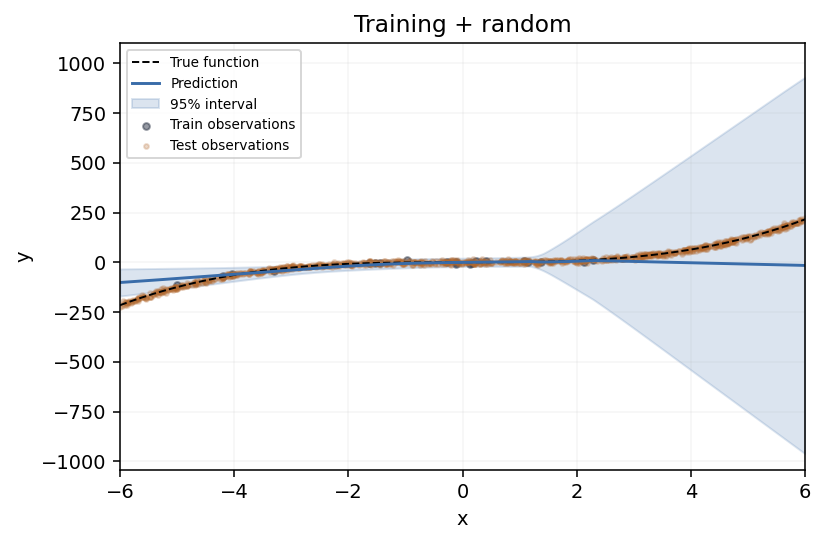 Training + random
True function
Prediction
95% interval
Train observations
Test observations
1000
750
500
250
0
−250
−500
−750
−1000
y
−6 −4 −2 0 2 4 6
x